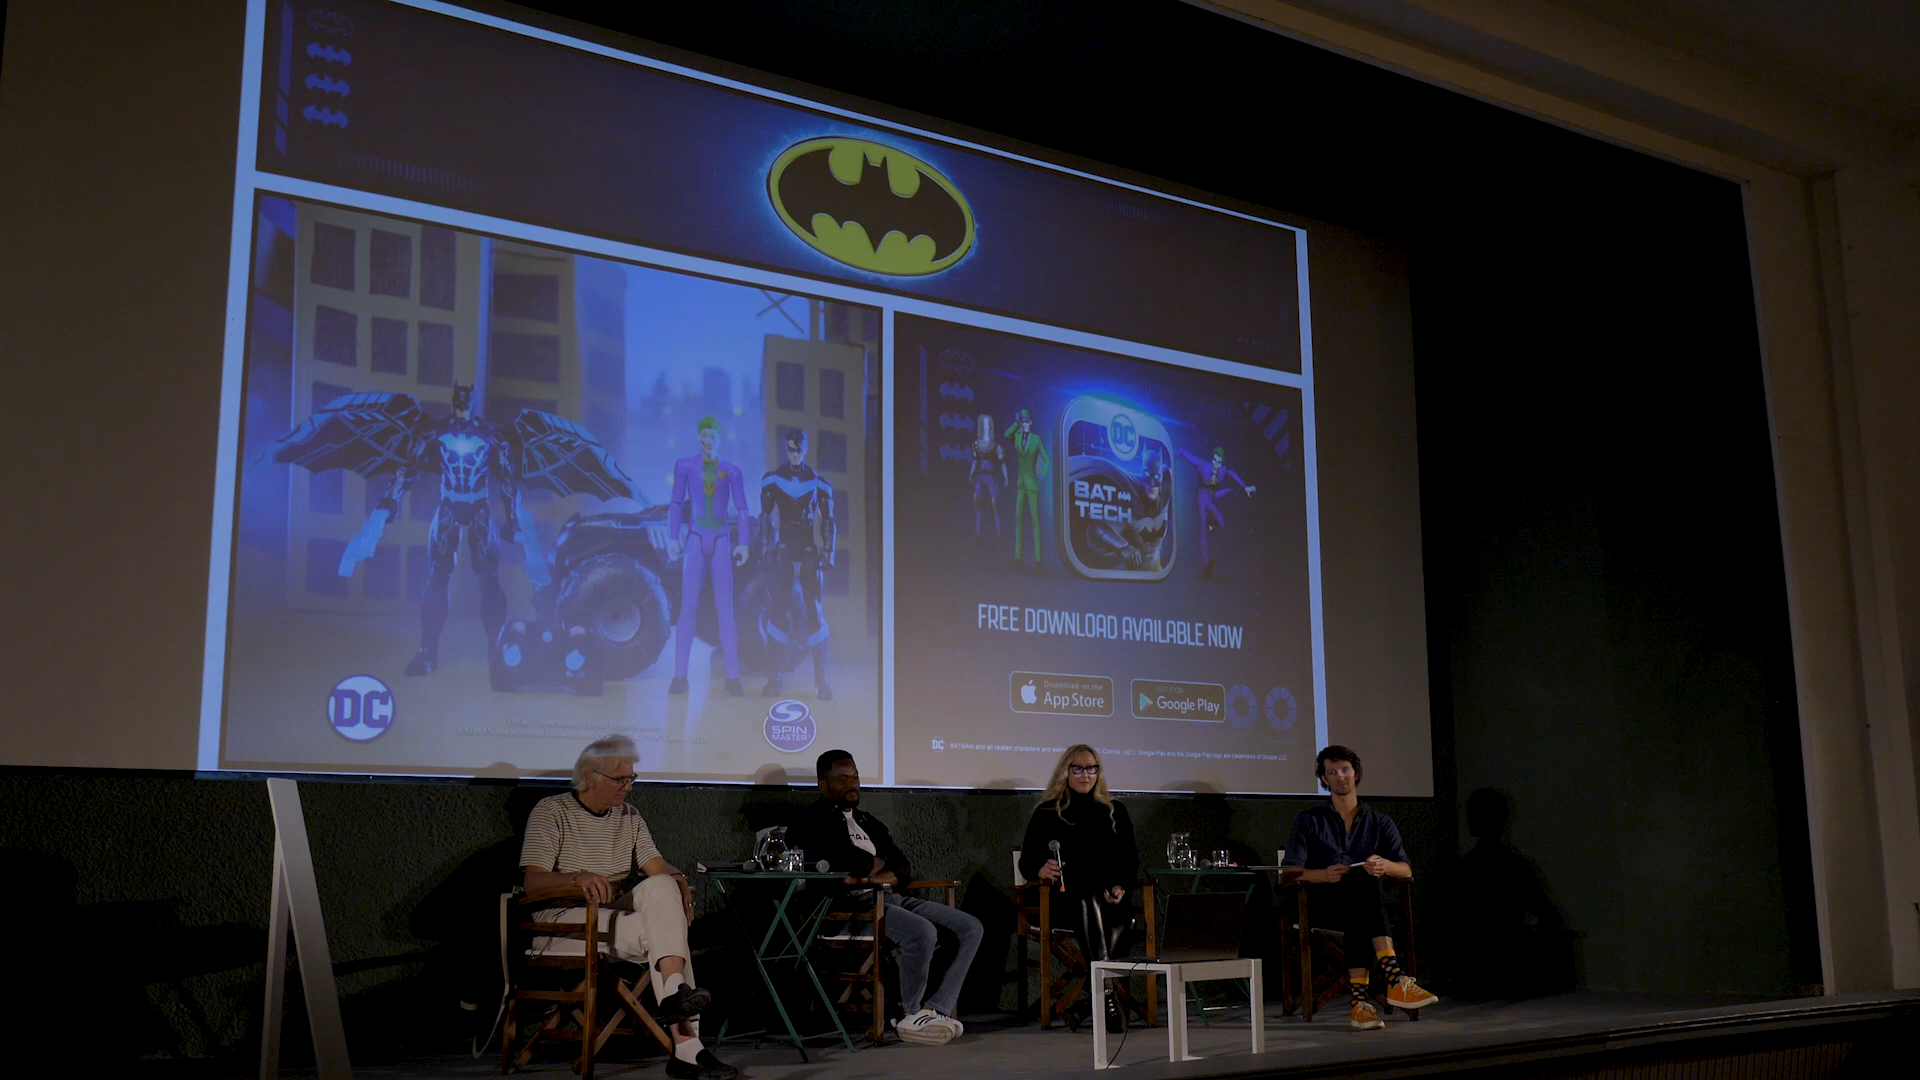 DC
BAT
TECH
FREE DOWNLOAD AVAILABLE NOW
Download on the
App Store
GET IT ON
Google Play
DC
SPIN
MASTER
DC